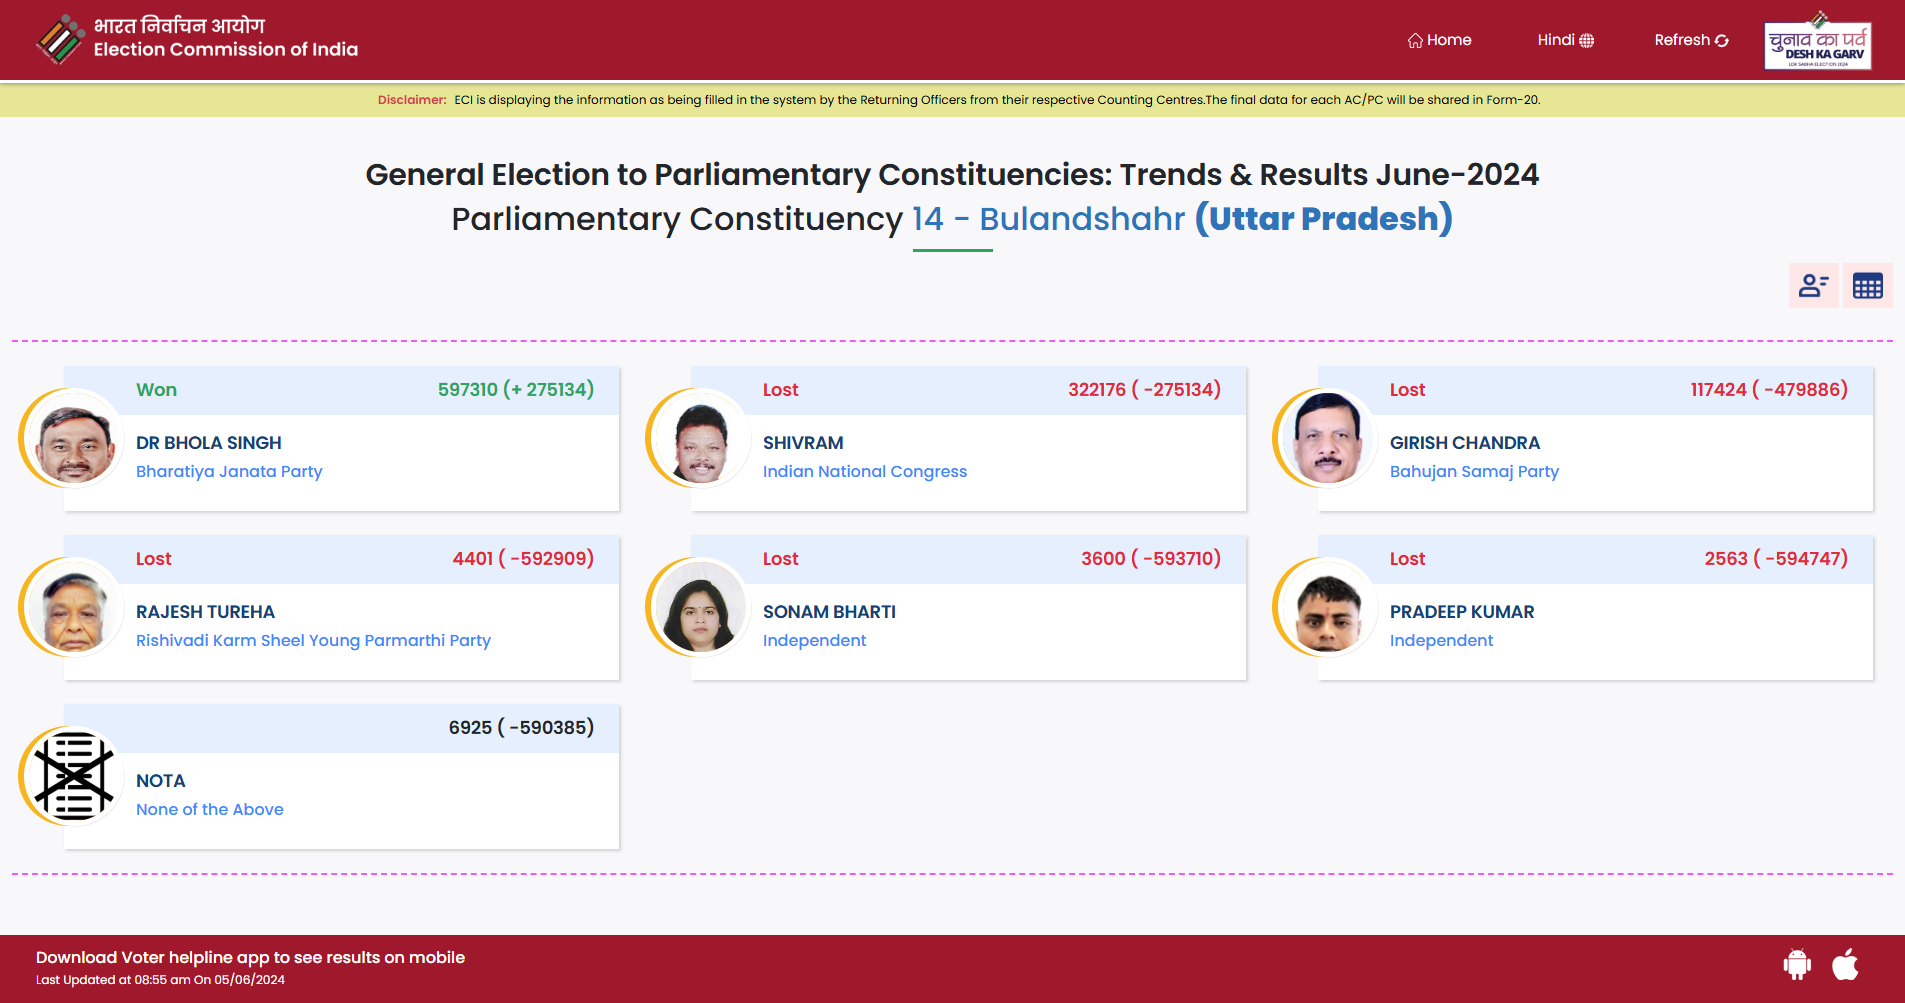 भारत निर्वाचन आयोग
Election Commission of India
Home
Hindi
Refresh
चुनाव का पर्व
DESH KA GARV
LOK SABHA ELECTION 2024
Disclaimer: ECI is displaying the information as being filled in the system by the Returning Officers from their respective Counting Centres.The final data for each AC/PC will be shared in Form-20.
General Election to Parliamentary Constituencies: Trends & Results June-2024
Parliamentary Constituency 14 - Bulandshahr (Uttar Pradesh)
Won 597310 (+ 275134)
DR BHOLA SINGH
Bharatiya Janata Party
Lost 322176 ( -275134)
SHIVRAM
Indian National Congress
Lost 117424 ( -479886)
GIRISH CHANDRA
Bahujan Samaj Party
Lost 4401 ( -592909)
RAJESH TUREHA
Rishivadi Karm Sheel Young Parmarthi Party
Lost 3600 ( -593710)
SONAM BHARTI
Independent
Lost 2563 ( -594747)
PRADEEP KUMAR
Independent
6925 ( -590385)
NOTA
None of the Above
Download Voter helpline app to see results on mobile
Last Updated at 08:55 am On 05/06/2024